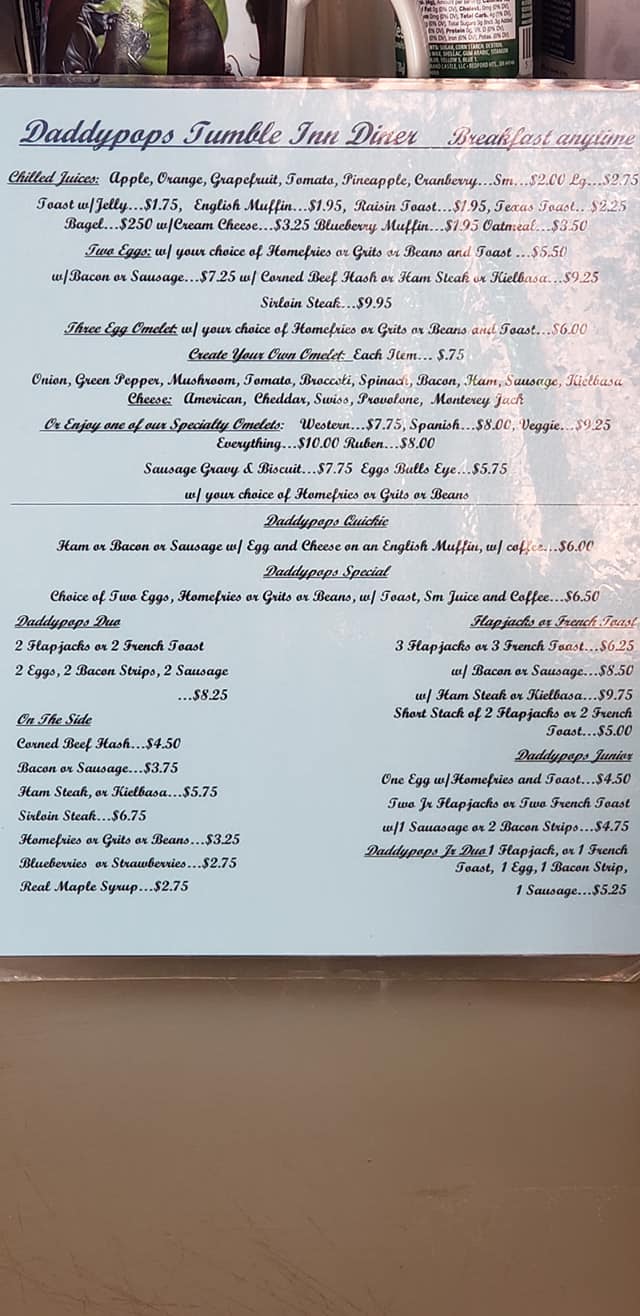 Daddypops Tumble Inn Diner Breakfast anytime
Chilled Juices: Apple, Orange, Grapefruit, Tomato, Pineapple, Cranberry...Sm...$2.00 Lg...$2.75
Toast w/Jelly...$1.75, English Muffin...$1.95, Raisin Toast...$1.95, Texas Toast.. $2.25
Bagel...$250 w/Cream Cheese...$3.25 Blueberry Muffin...$1.95 Oatmeal...$3.50
Two Eggs: w/ your choice of Homefries or Grits or Beans and Toast ...$5.50
w/Bacon or Sausage...$7.25 w/ Corned Beef Hash or Ham Steak or Kielbasa...$9.25
Sirloin Steak...$9.95
Three Egg Omelet: w/ your choice of Homefries or Grits or Beans and Toast...$6.00
Create Your Own Omelet: Each Item... $.75
Onion, Green Pepper, Mushroom, Tomato, Broccoli, Spinach, Bacon, Ham, Sausage, Kielbasa
Cheese: American, Cheddar, Swiss, Provolone, Monterey Jack
Or Enjoy one of our Specialty Omelets: Western...$7.75, Spanish...$8.00, Veggie...$9.25
Everything...$10.00 Ruben...$8.00
Sausage Gravy & Biscuit...$7.75 Eggs Bulls Eye...$5.75
w/ your choice of Homefries or Grits or Beans
Daddypops Quickie
Ham or Bacon or Sausage w/ Egg and Cheese on an English Muffin, w/ coffee...$6.00
Daddypops Special
Choice of Two Eggs, Homefries or Grits or Beans, w/ Toast, Sm Juice and Coffee...$6.50
Daddypops Duo
2 Flapjacks or 2 French Toast
2 Eggs, 2 Bacon Strips, 2 Sausage
...$8.25
On The Side
Corned Beef Hash...$4.50
Bacon or Sausage...$3.75
Ham Steak, or Kielbasa...$5.75
Sirloin Steak...$6.75
Homefries or Grits or Beans...$3.25
Blueberries or Strawberries...$2.75
Real Maple Syrup...$2.75
Flapjacks or French Toast
3 Flapjacks or 3 French Toast...$6.25
w/ Bacon or Sausage...$8.50
w/ Ham Steak or Kielbasa...$9.75
Short Stack of 2 Flapjacks or 2 French
Toast...$5.00
Daddypops Junior
One Egg w/Homefries and Toast...$4.50
Two Jr Flapjacks or Two French Toast
w/1 Sauasage or 2 Bacon Strips...$4.75
Daddypops Jr Duo 1 Flapjack, or 1 French
Toast, 1 Egg, 1 Bacon Strip,
1 Sausage...$5.25